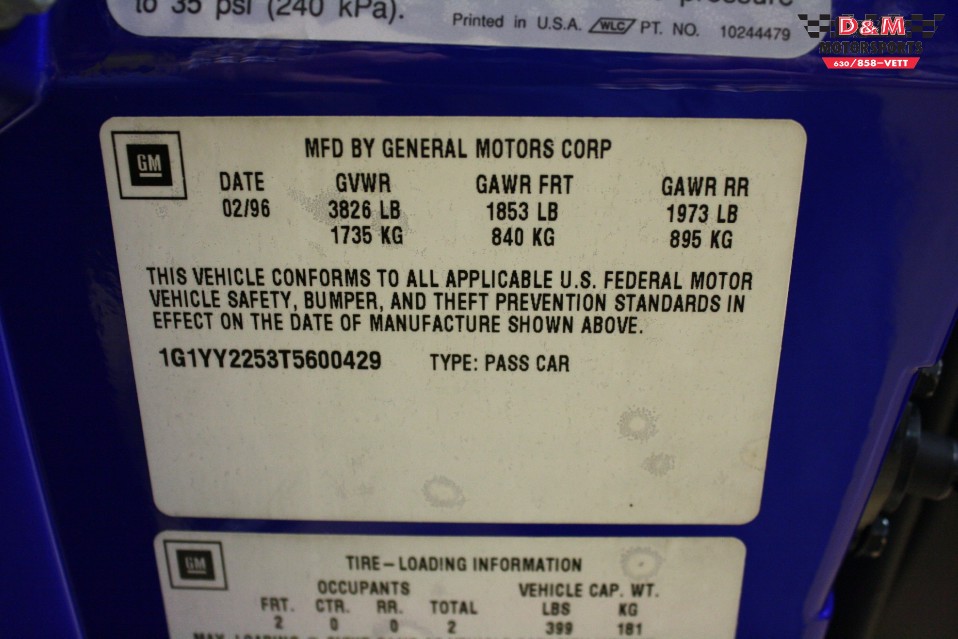 to 35 psi (240 kPa). pressure
Printed in U.S.A. WLC PT. NO. 10244479
D&M
MOTORSPORTS
630/858-VETT
GM
MFD BY GENERAL MOTORS CORP
DATE GVWR GAWR FRT GAWR RR
02/96 3826 LB 1853 LB 1973 LB
1735 KG 840 KG 895 KG
THIS VEHICLE CONFORMS TO ALL APPLICABLE U.S. FEDERAL MOTOR
VEHICLE SAFETY, BUMPER, AND THEFT PREVENTION STANDARDS IN
EFFECT ON THE DATE OF MANUFACTURE SHOWN ABOVE.
1G1YY2253T5600429 TYPE: PASS CAR
GM
TIRE-LOADING INFORMATION
OCCUPANTS VEHICLE CAP. WT.
FRT. CTR. RR. TOTAL LBS KG
2 0 0 2 399 181